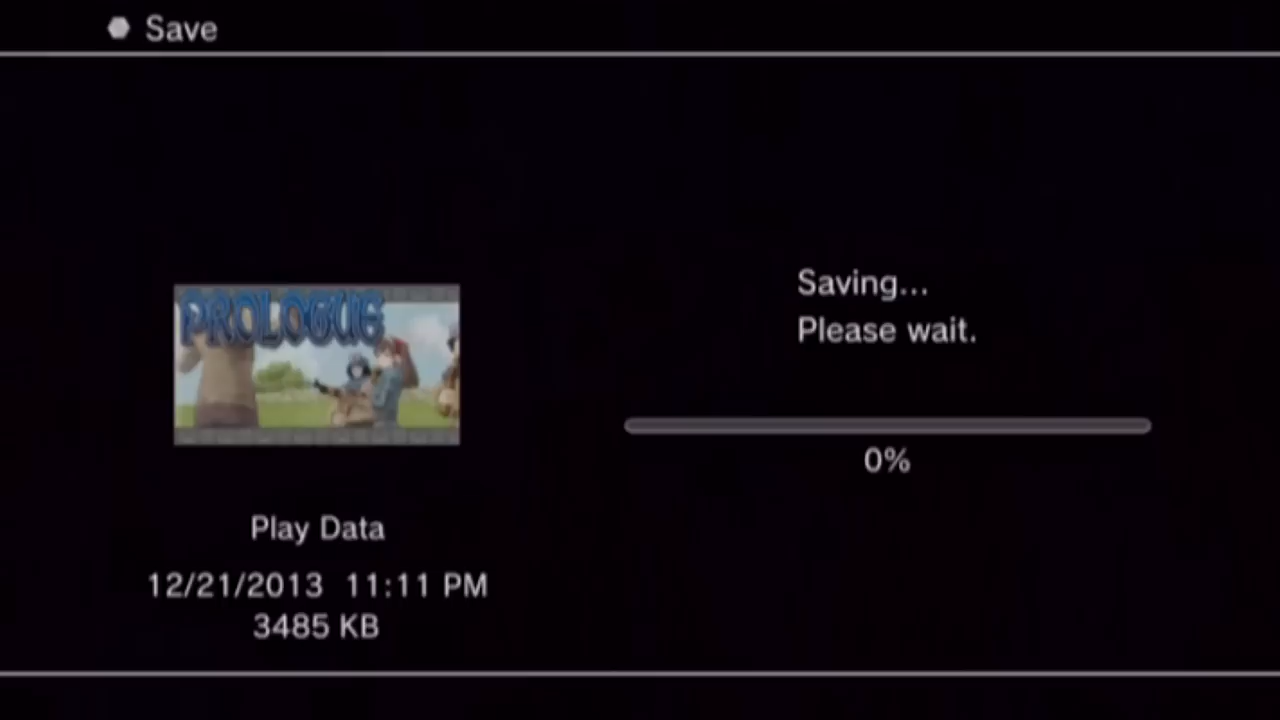 Save
PROLOGUE
Saving...
Please wait.
0%
Play Data
12/21/2013 11:11 PM
3485 KB